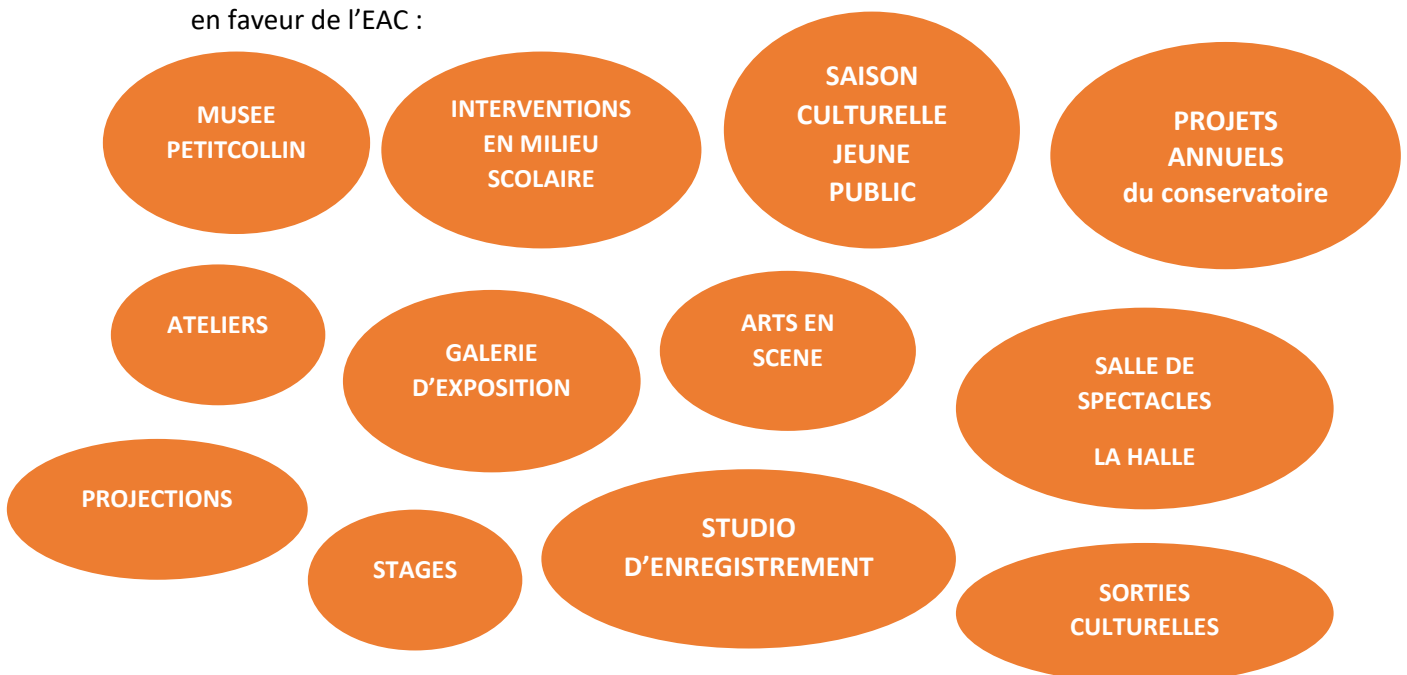 en faveur de l’EAC :
MUSEE
PETITCOLLIN
INTERVENTIONS
EN MILIEU
SCOLAIRE
SAISON
CULTURELLE
JEUNE
PUBLIC
PROJETS
ANNUELS
du conservatoire
ATELIERS
GALERIE
D’EXPOSITION
ARTS EN
SCENE
SALLE DE
SPECTACLES
LA HALLE
PROJECTIONS
STAGES
STUDIO
D’ENREGISTREMENT
SORTIES
CULTURELLES